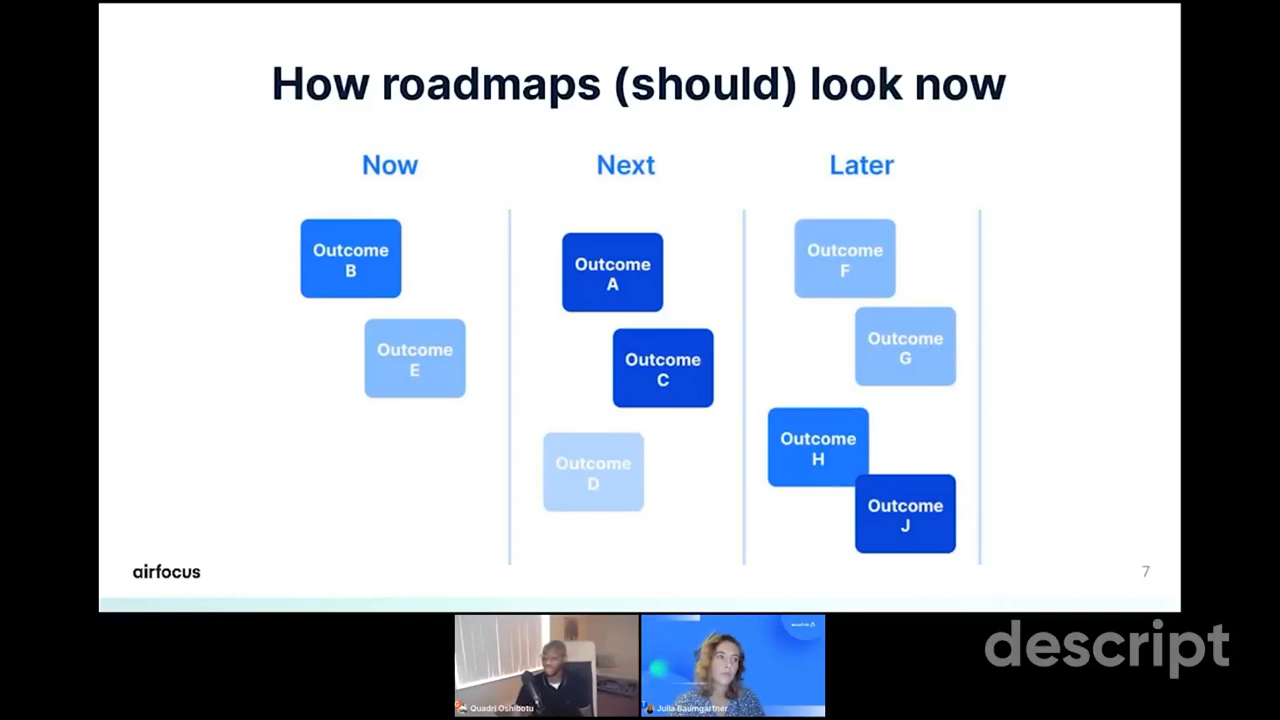 How roadmaps (should) look now
Now
Next
Later
Outcome
B
Outcome
E
Outcome
A
Outcome
C
Outcome
D
Outcome
F
Outcome
G
Outcome
H
Outcome
J
airfocus
7
descript
Quadri Oshibotu
Julia Baumgartner